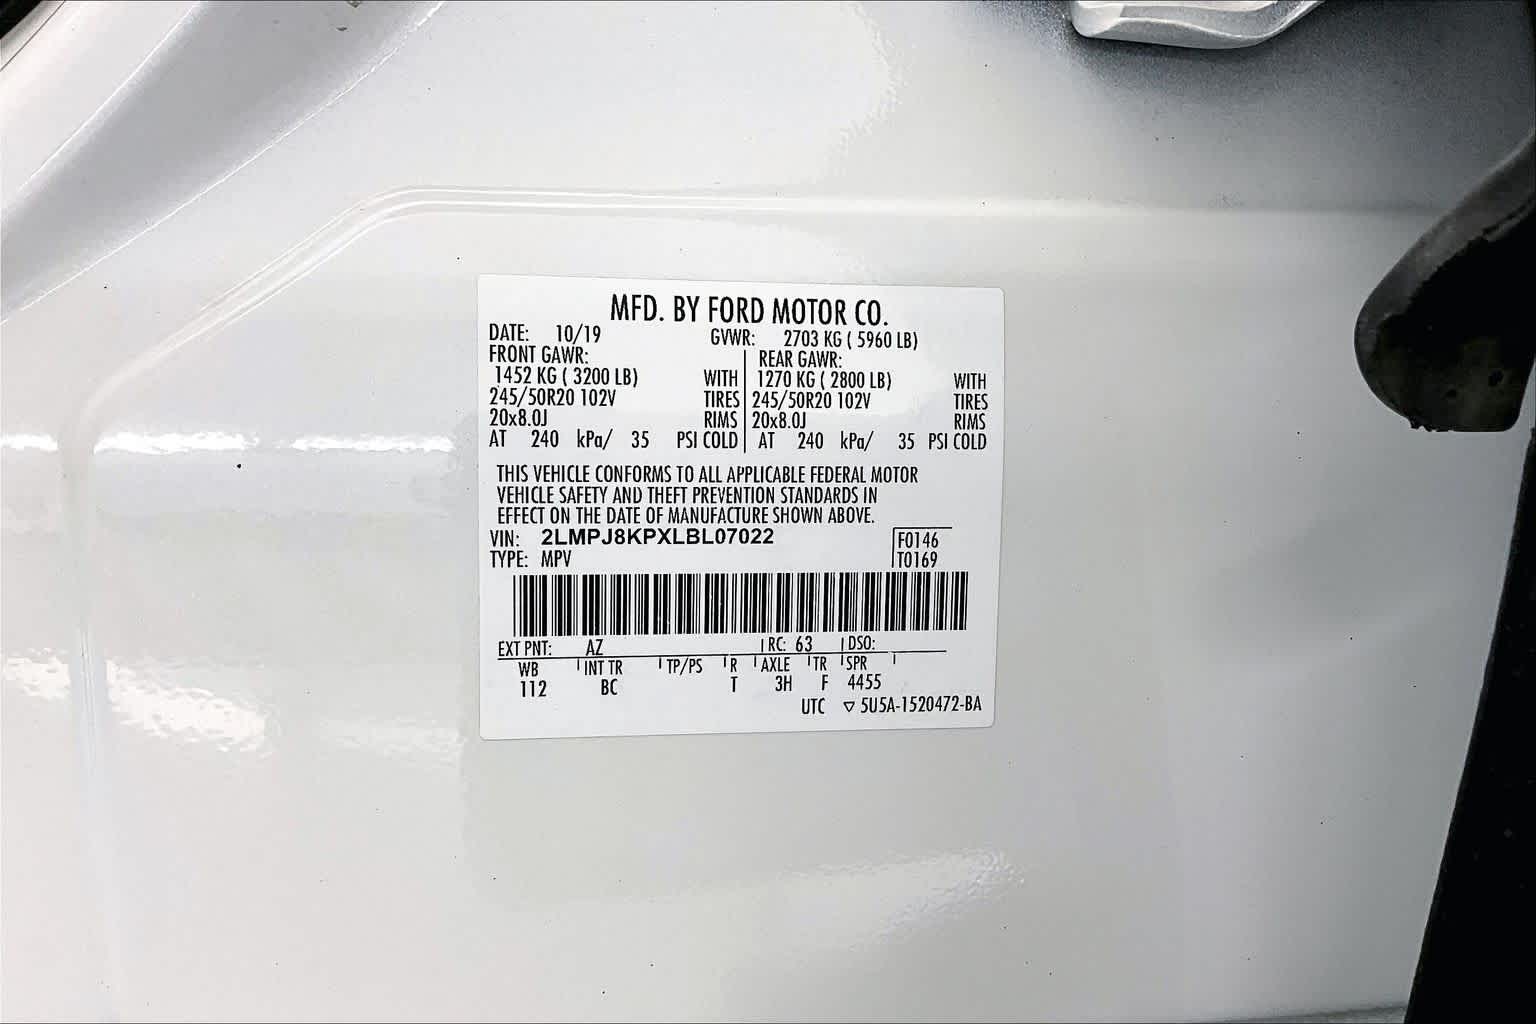 MFD. BY FORD MOTOR CO.
DATE: 10/19 GVWR: 2703 KG ( 5960 LB)
FRONT GAWR: REAR GAWR:
1452 KG ( 3200 LB) WITH 1270 KG ( 2800 LB) WITH
245/50R20 102V TIRES 245/50R20 102V TIRES
20x8.0J RIMS 20x8.0J RIMS
AT 240 kPa/ 35 PSI COLD AT 240 kPa/ 35 PSI COLD
THIS VEHICLE CONFORMS TO ALL APPLICABLE FEDERAL MOTOR
VEHICLE SAFETY AND THEFT PREVENTION STANDARDS IN
EFFECT ON THE DATE OF MANUFACTURE SHOWN ABOVE.
VIN: 2LMPJ8KPXLBL07022 F0146
TYPE: MPV T0169
EXT PNT: AZ RC: 63 DSO:
WB INT TR TP/PS R AXLE TR SPR
112 BC T 3H F 4455
UTC ▽ 5U5A-1520472-BA